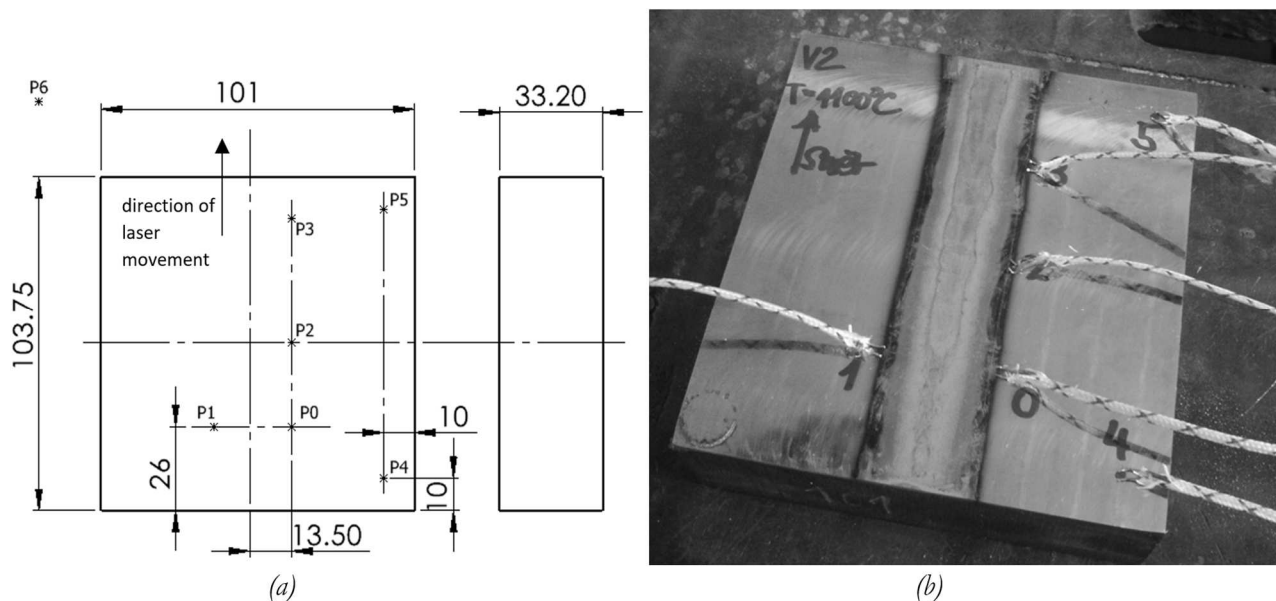 P6
101
33.20
direction of
laser
movement
P5
P3
103.75
P2
P1
P0
10
26
P4
10
13.50
(a)
V2
T=1100°C
5
3
2
1
0
4
(b)